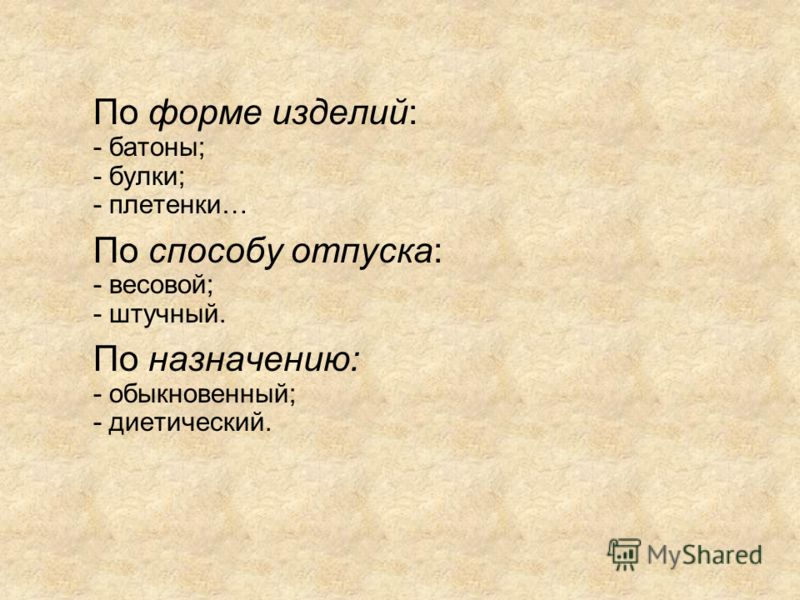 По форме изделий:
- батоны;
- булки;
- плетенки…
По способу отпуска:
- весовой;
- штучный.
По назначению:
- обыкновенный;
- диетический.
MyShared